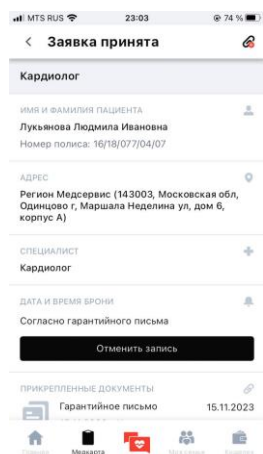 MTS RUS 23:03 @ 74 %
Заявка принята
Кардиолог
ИМЯ И ФАМИЛИЯ ПАЦИЕНТА
Лукьянова Людмила Ивановна
Номер полиса: 16/18/077/04/07
АДРЕС
Регион Медсервис (143003, Московская обл,
Одинцово г, Маршала Неделина ул, дом 6,
корпус А)
СПЕЦИАЛИСТ
Кардиолог
ДАТА И ВРЕМЯ БРОНИ
Согласно гарантийного письма
Отменить запись
ПРИКРЕПЛЕННЫЕ ДОКУМЕНТЫ
Гарантийное письмо 15.11.2023
Главная Медкарта